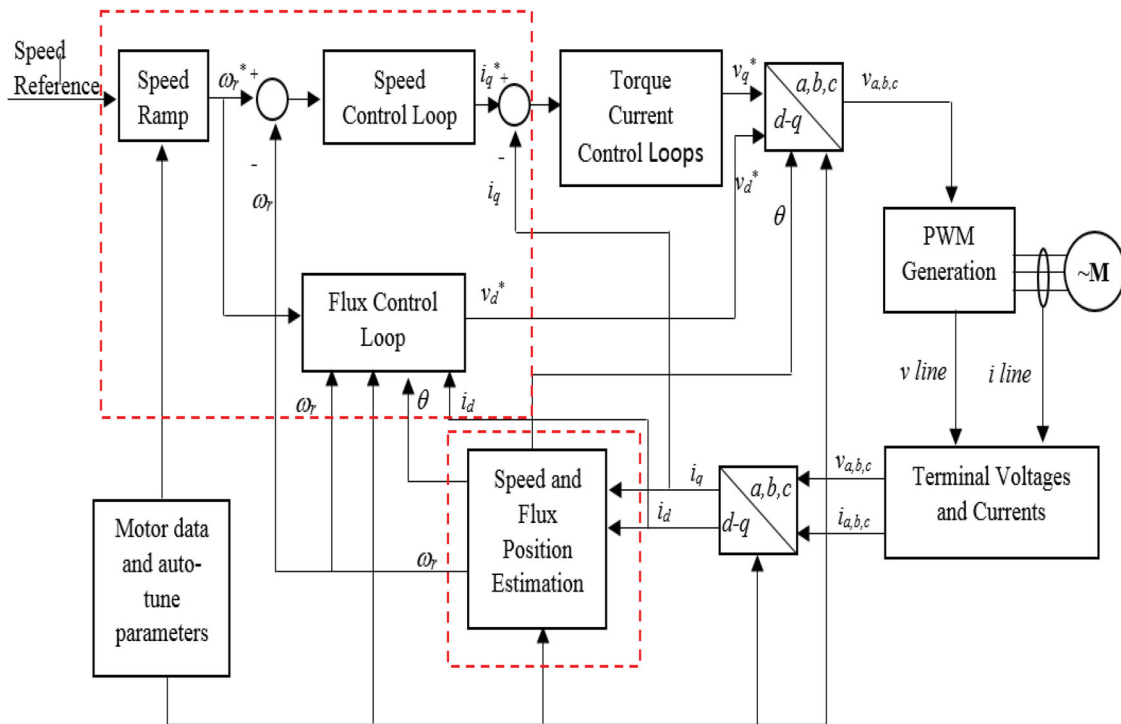 Speed
Reference
Speed
Ramp
ωr*
+
-
ωr
Speed
Control Loop
iq*
+
-
iq
Torque
Current
Control Loops
vq*
vd*
a,b,c
d-q
va,b,c
θ
PWM
Generation
~M
Flux Control
Loop
vd*
ωr
θ
id
v line
i line
Speed and
Flux
Position
Estimation
ωr
iq
id
a,b,c
d-q
va,b,c
ia,b,c
Terminal Voltages
and Currents
Motor data
and auto-
tune
parameters